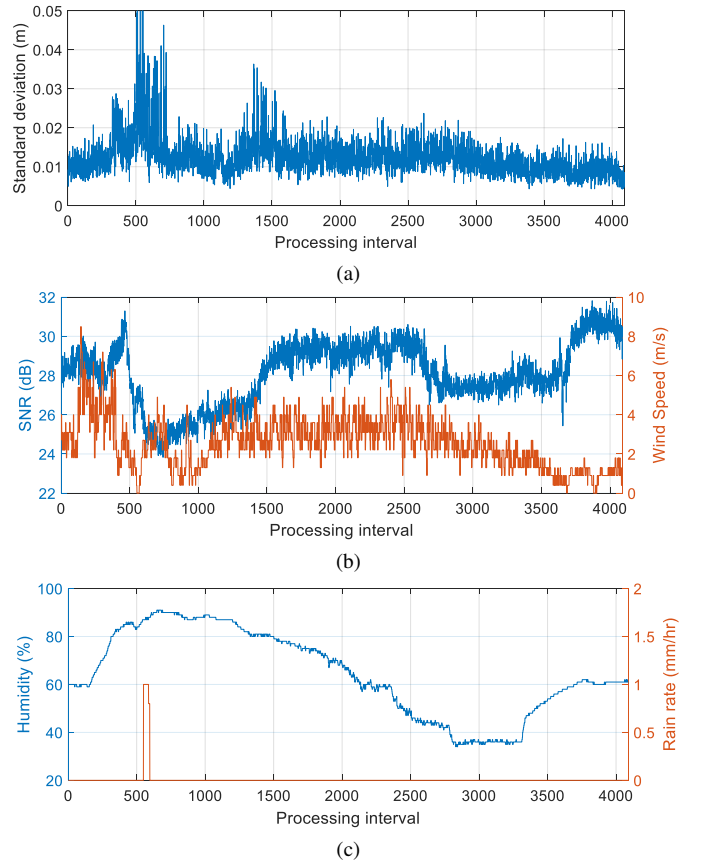 0.05
0.04
0.03
0.02
0.01
0
Standard deviation (m)
0 500 1000 1500 2000 2500 3000 3500 4000
Processing interval
(a)
32
30
28
26
24
22
SNR (dB)
10
8
6
4
2
0
Wind Speed (m/s)
0 500 1000 1500 2000 2500 3000 3500 4000
Processing interval
(b)
100
80
60
40
20
Humidity (%)
2
1.5
1
0.5
0
Rain rate (mm/hr)
0 500 1000 1500 2000 2500 3000 3500 4000
Processing interval
(c)